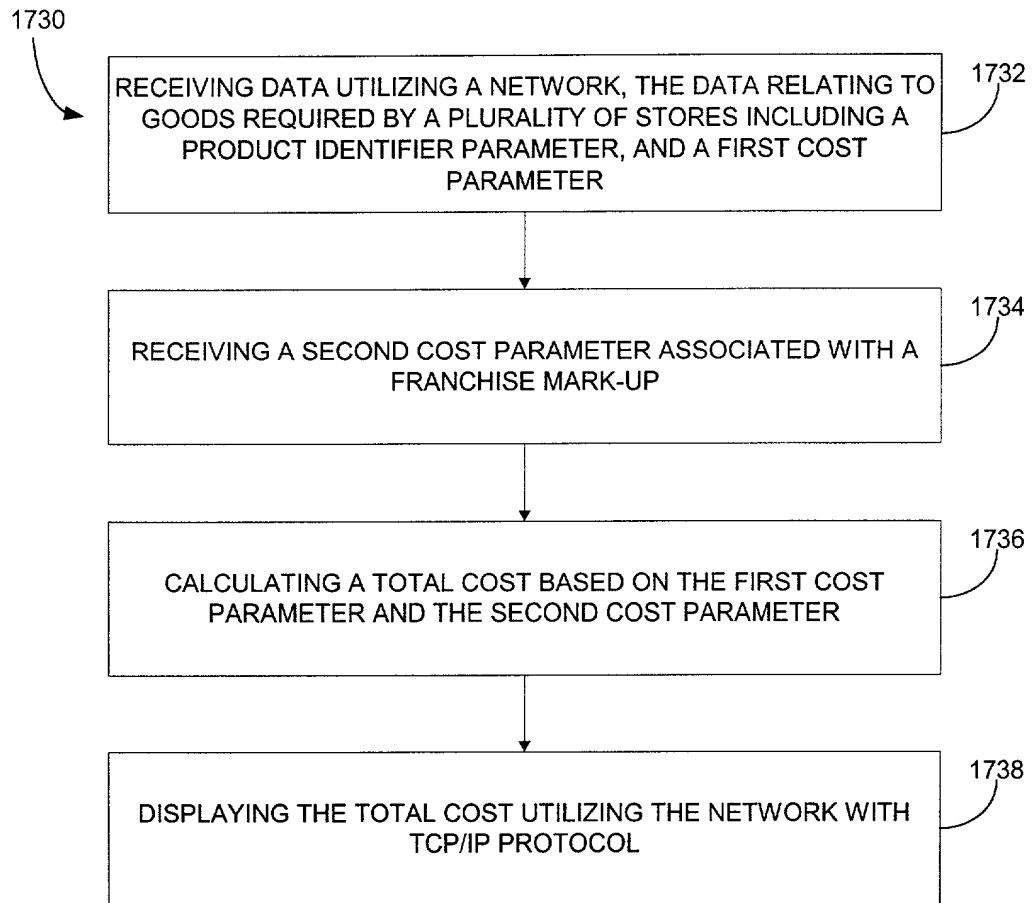 1730
RECEIVING DATA UTILIZING A NETWORK, THE DATA RELATING TO
GOODS REQUIRED BY A PLURALITY OF STORES INCLUDING A
PRODUCT IDENTIFIER PARAMETER, AND A FIRST COST
PARAMETER
1732
RECEIVING A SECOND COST PARAMETER ASSOCIATED WITH A
FRANCHISE MARK-UP
1734
CALCULATING A TOTAL COST BASED ON THE FIRST COST
PARAMETER AND THE SECOND COST PARAMETER
1736
DISPLAYING THE TOTAL COST UTILIZING THE NETWORK WITH
TCP/IP PROTOCOL
1738